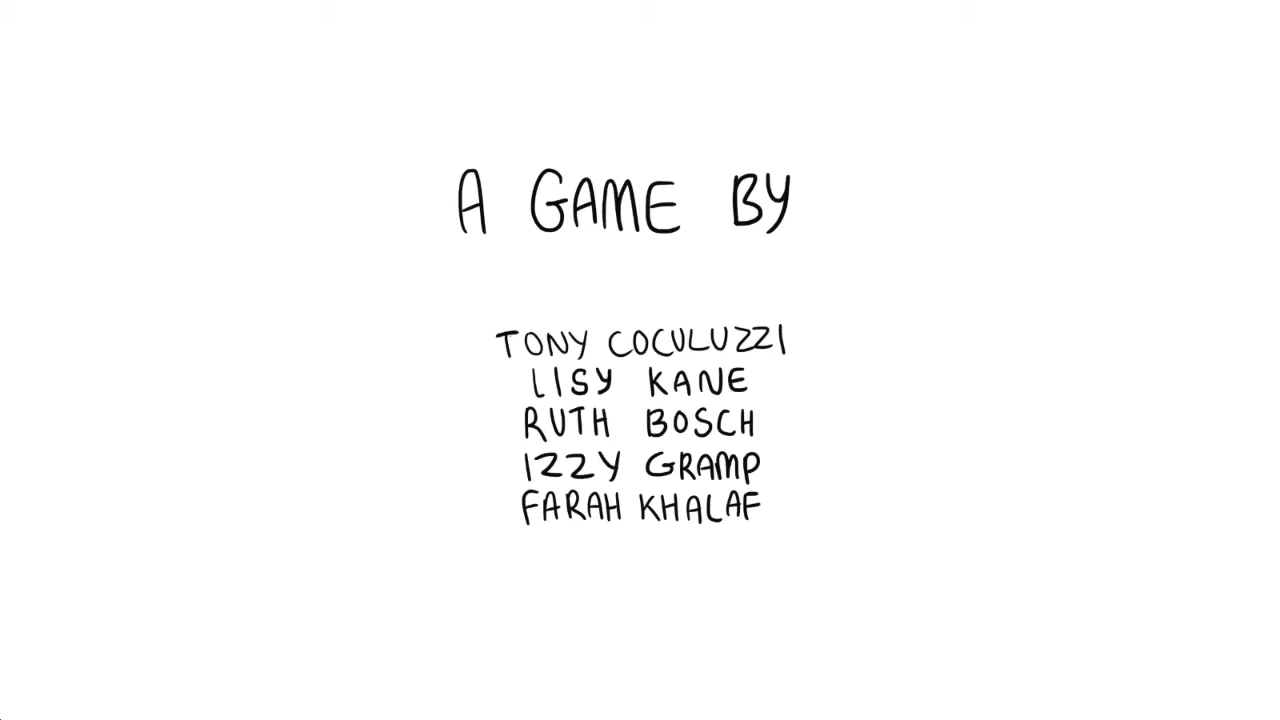 A GAME BY
TONY COCULUZZI
LISY KANE
RUTH BOSCH
IZZY GRAMP
FARAH KHALAF